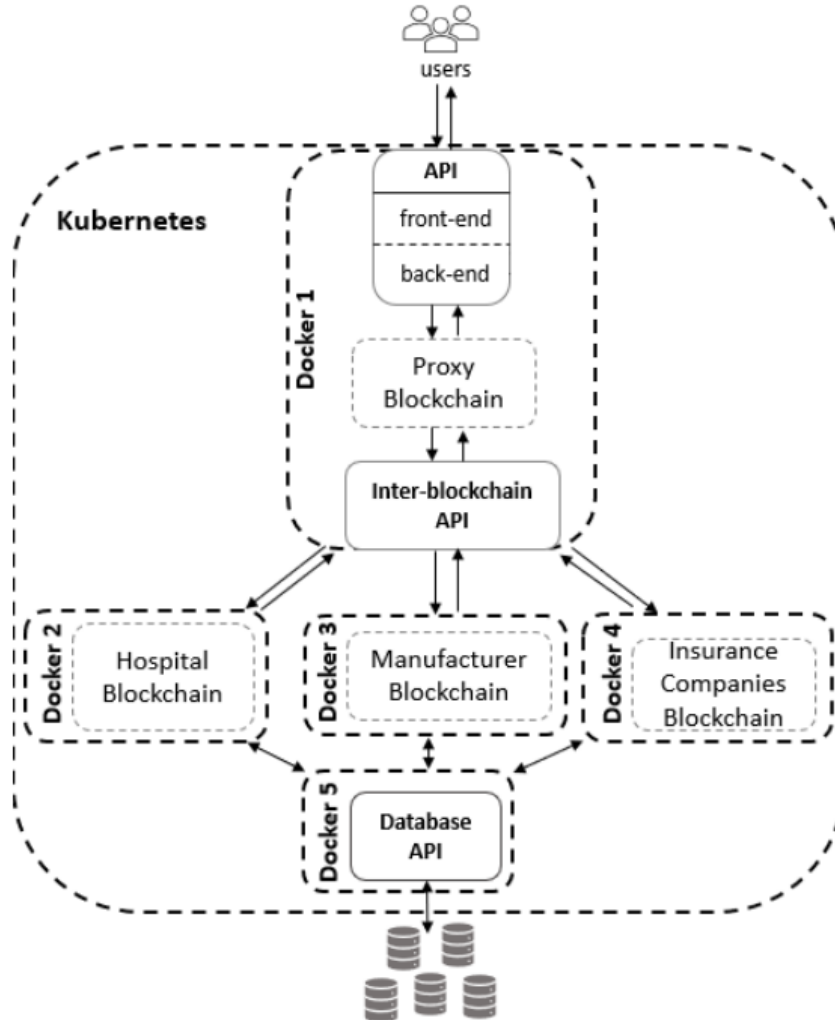 users
API
Kubernetes
front-end
back-end
Docker 1
Proxy
Blockchain
Inter-blockchain
API
Docker 2
Hospital
Blockchain
Docker 3
Manufacturer
Blockchain
Docker 4
Insurance
Companies
Blockchain
Docker 5
Database
API